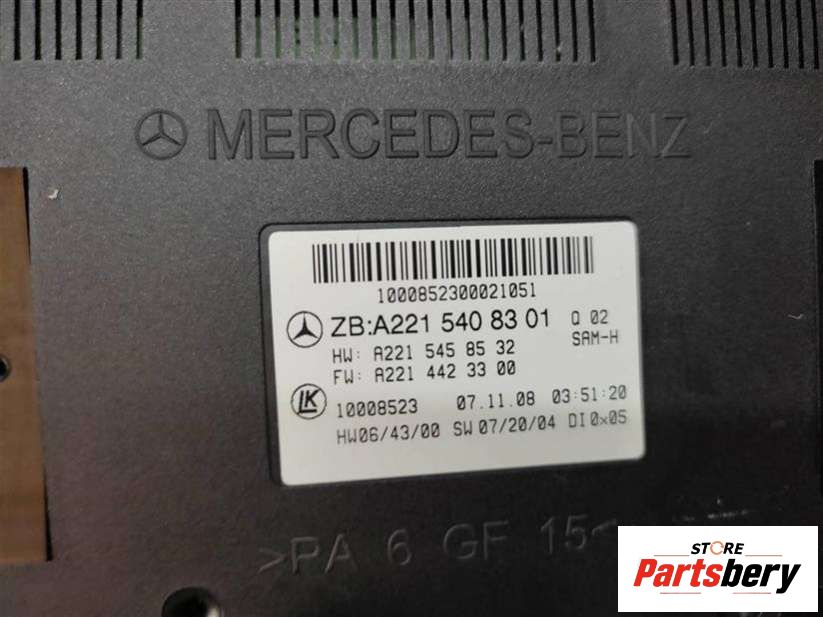 MERCEDES-BENZ
1000852300021051
ZB:A221 540 83 01 Q 02
HW: A221 545 85 32 SAM-H
FW: A221 442 33 00
LK 10008523 07.11.08 03:51:20
HW06/43/00 SW07/20/04 DI0x05
>PA 6 GF 15<
STORE
Partsbery